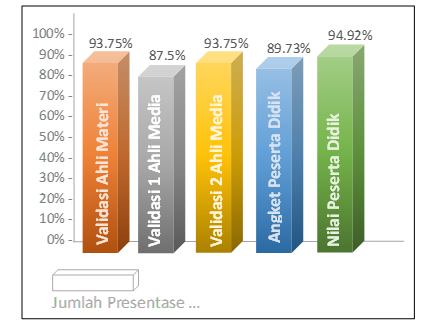 100%
90%
80%
70%
60%
50%
40%
30%
20%
10%
0%
93.75%
87.5%
93.75%
89.73%
94.92%
Validasi Ahli Materi
Validasi 1 Ahli Media
Validasi 2 Ahli Media
Angket Peserta Didik
Nilai Peserta Didik
Jumlah Presentase ...